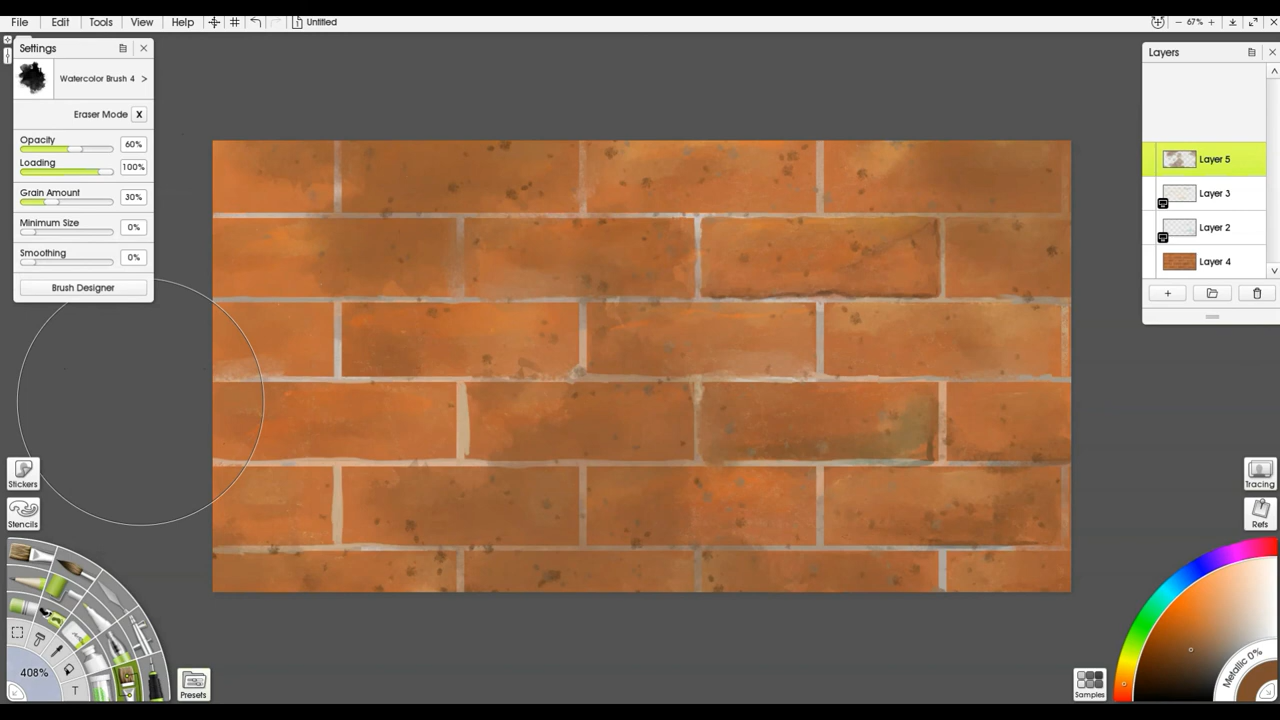 File Edit Tools View Help Untitled 67%
Settings
Watercolor Brush 4 >
Eraser Mode X
Opacity 60%
Loading 100%
Grain Amount 30%
Minimum Size 0%
Smoothing 0%
Brush Designer
Layers
Layer 5
Layer 3
Layer 2
Layer 4
Stickers
Stencils
Tracing
Refs
408%
T
Presets
Samples
Metallic 0%